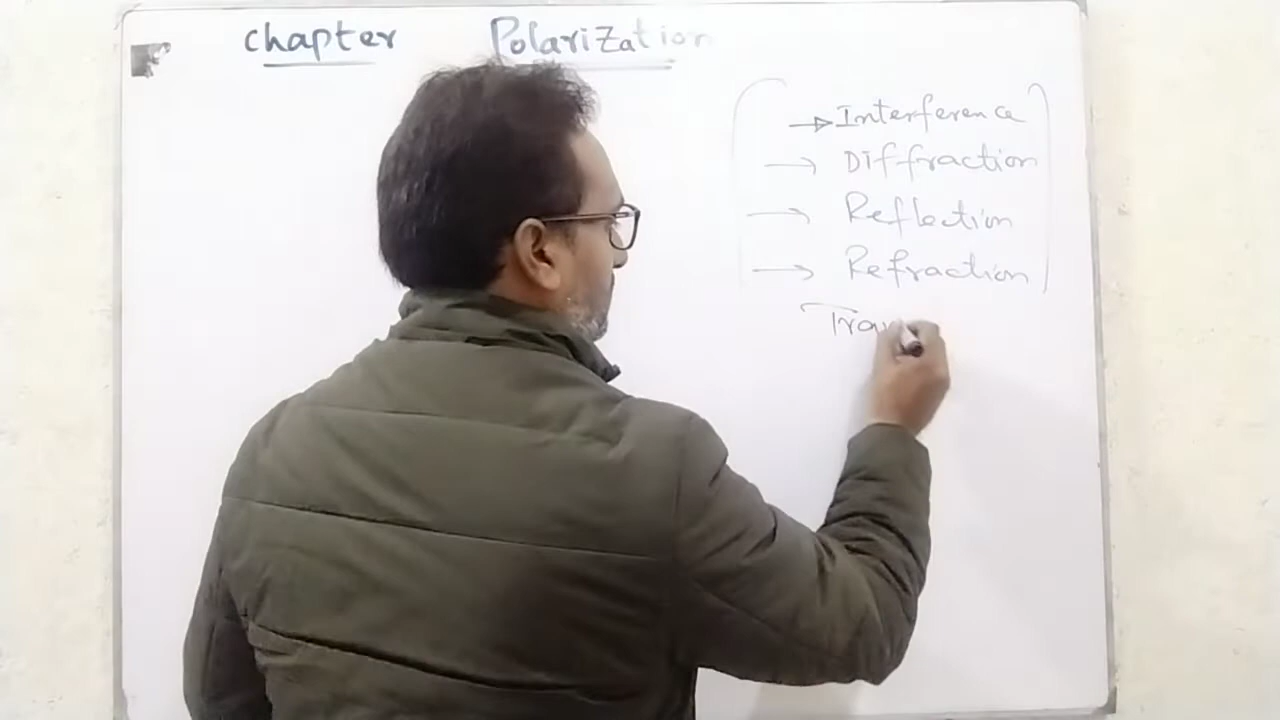 chapter Polarization
→ Interference
→ Diffraction
→ Reflection
→ Refraction